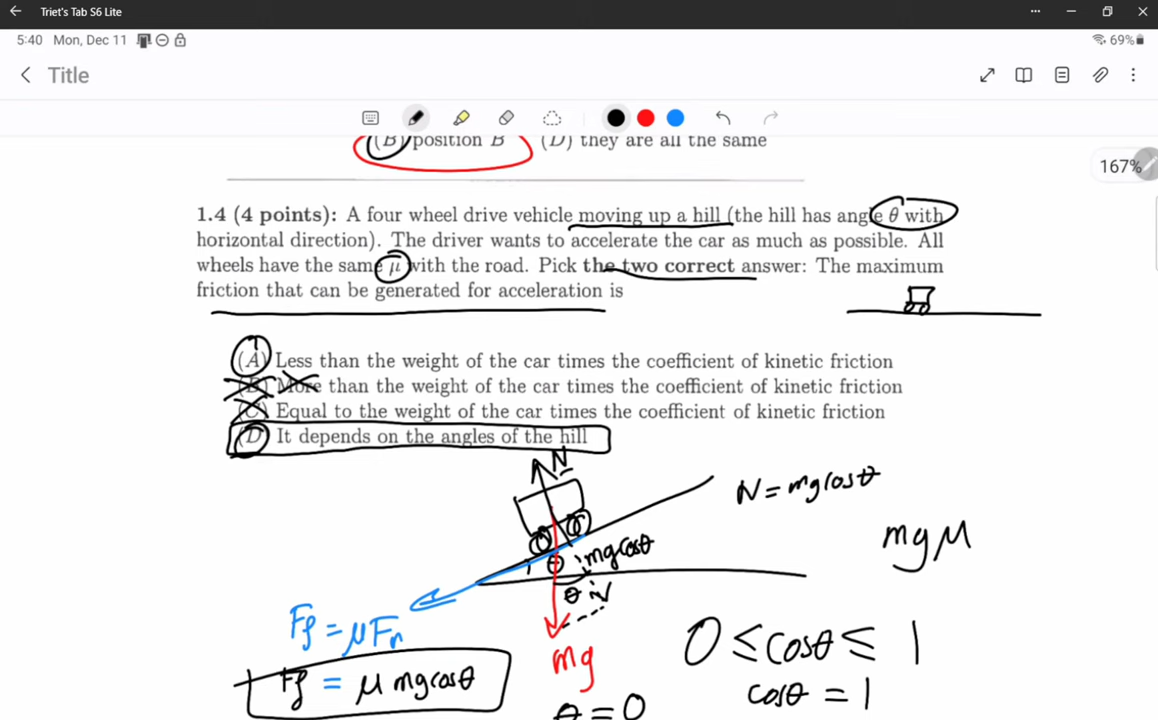 Triet's Tab S6 Lite
5:40 Mon, Dec 11 69%
Title
(B) position B (D) they are all the same
167%
1.4 (4 points): A four wheel drive vehicle moving up a hill (the hill has angle θ with
horizontal direction). The driver wants to accelerate the car as much as possible. All
wheels have the same μ with the road. Pick the two correct answer: The maximum
friction that can be generated for acceleration is
(A) Less than the weight of the car times the coefficient of kinetic friction
(B) More than the weight of the car times the coefficient of kinetic friction
(C) Equal to the weight of the car times the coefficient of kinetic friction
(D) It depends on the angles of the hill
N
N = mg cosθ
mgμ
mg cosθ
θ
θ N
Ff = μFn
0 ≤ cosθ ≤ 1
mg
Ff = μ mg cosθ
cosθ = 1
θ = 0